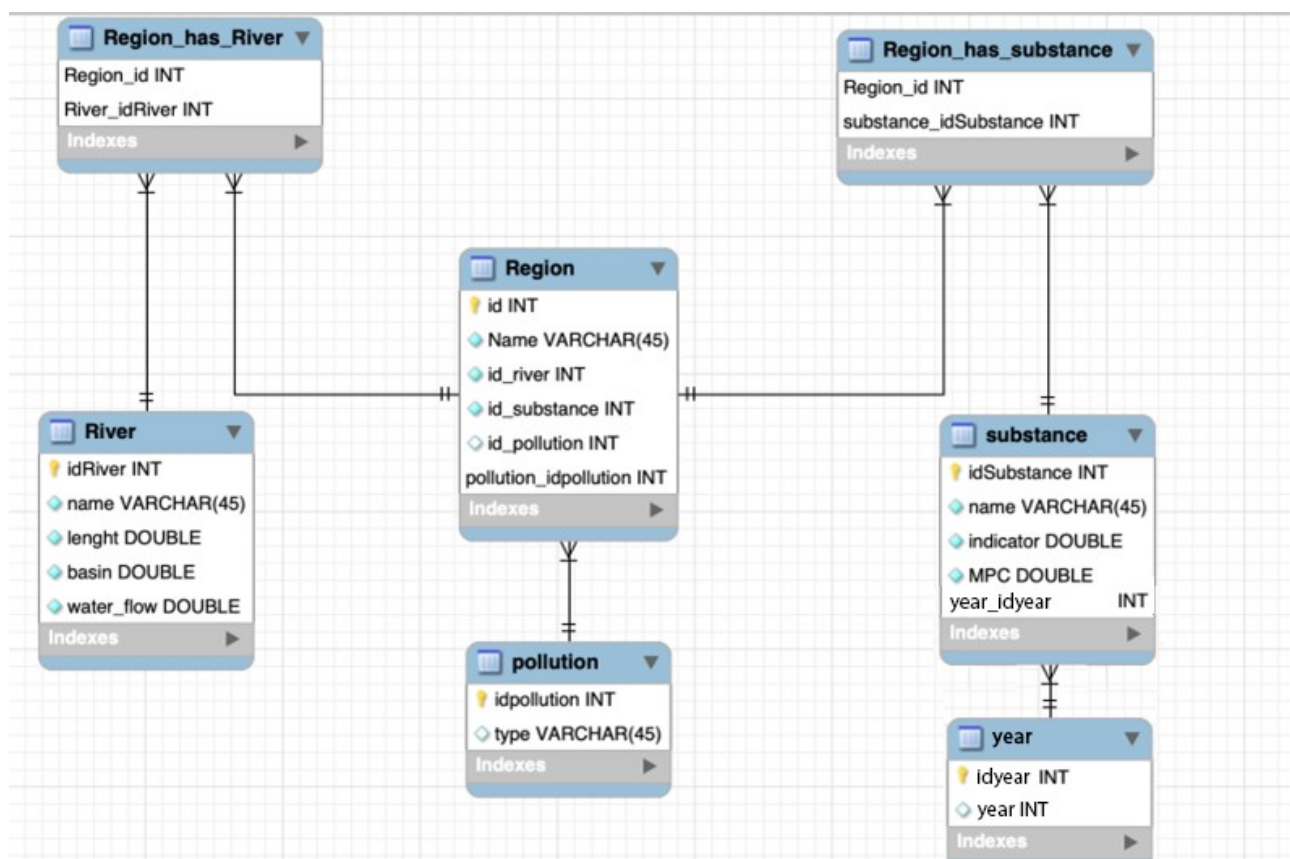 Region_has_River
Region_id INT
River_idRiver INT
Indexes
Region_has_substance
Region_id INT
substance_idSubstance INT
Indexes
Region
id INT
Name VARCHAR(45)
id_river INT
id_substance INT
id_pollution INT
pollution_idpollution INT
Indexes
River
idRiver INT
name VARCHAR(45)
lenght DOUBLE
basin DOUBLE
water_flow DOUBLE
Indexes
substance
idSubstance INT
name VARCHAR(45)
indicator DOUBLE
MPC DOUBLE
year_idyear INT
Indexes
pollution
idpollution INT
type VARCHAR(45)
Indexes
year
idyear INT
year INT
Indexes